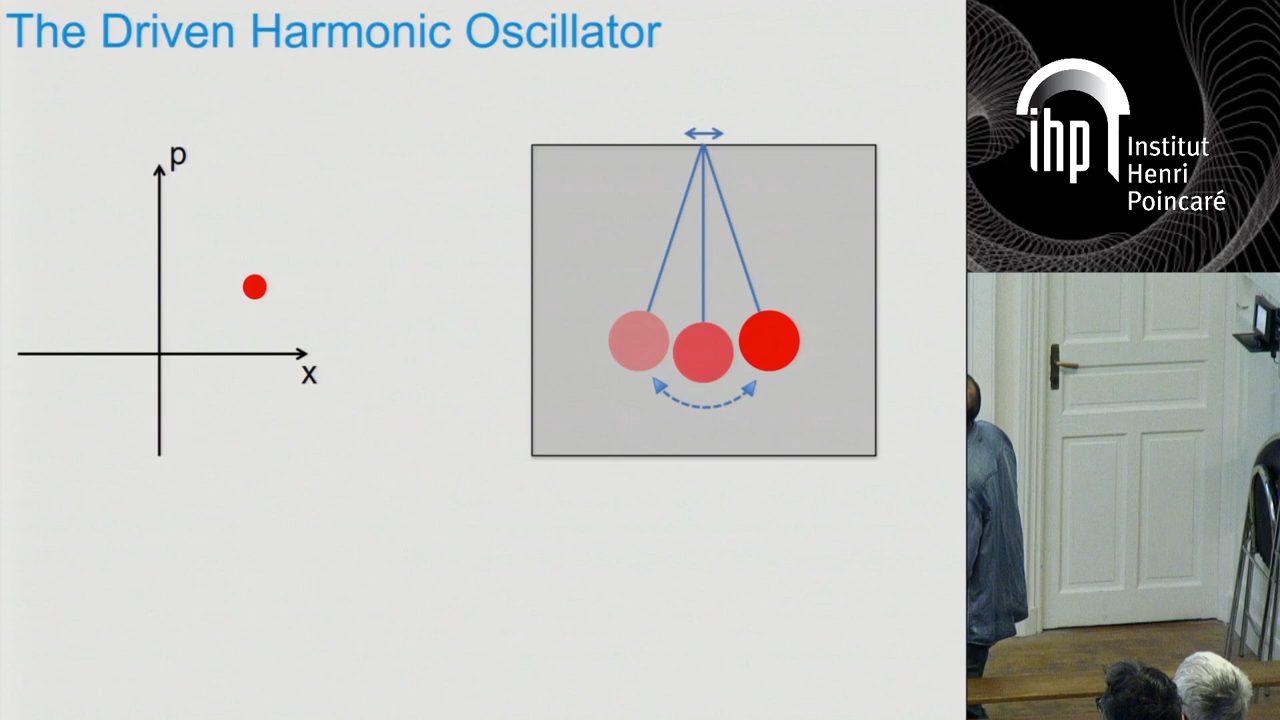 The Driven Harmonic Oscillator
p
x
ihp
Institut
Henri
Poincaré